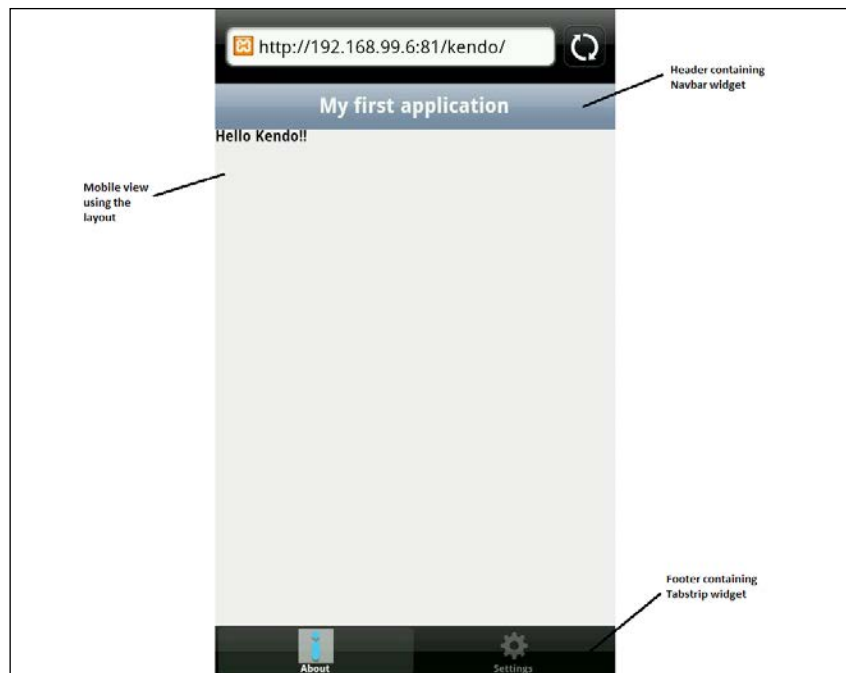 http://192.168.99.6:81/kendo/
Header containing
Navbar widget
My first application
Hello Kendo!!
Mobile view
using the
layout
Footer containing
Tabstrip widget
About
Settings